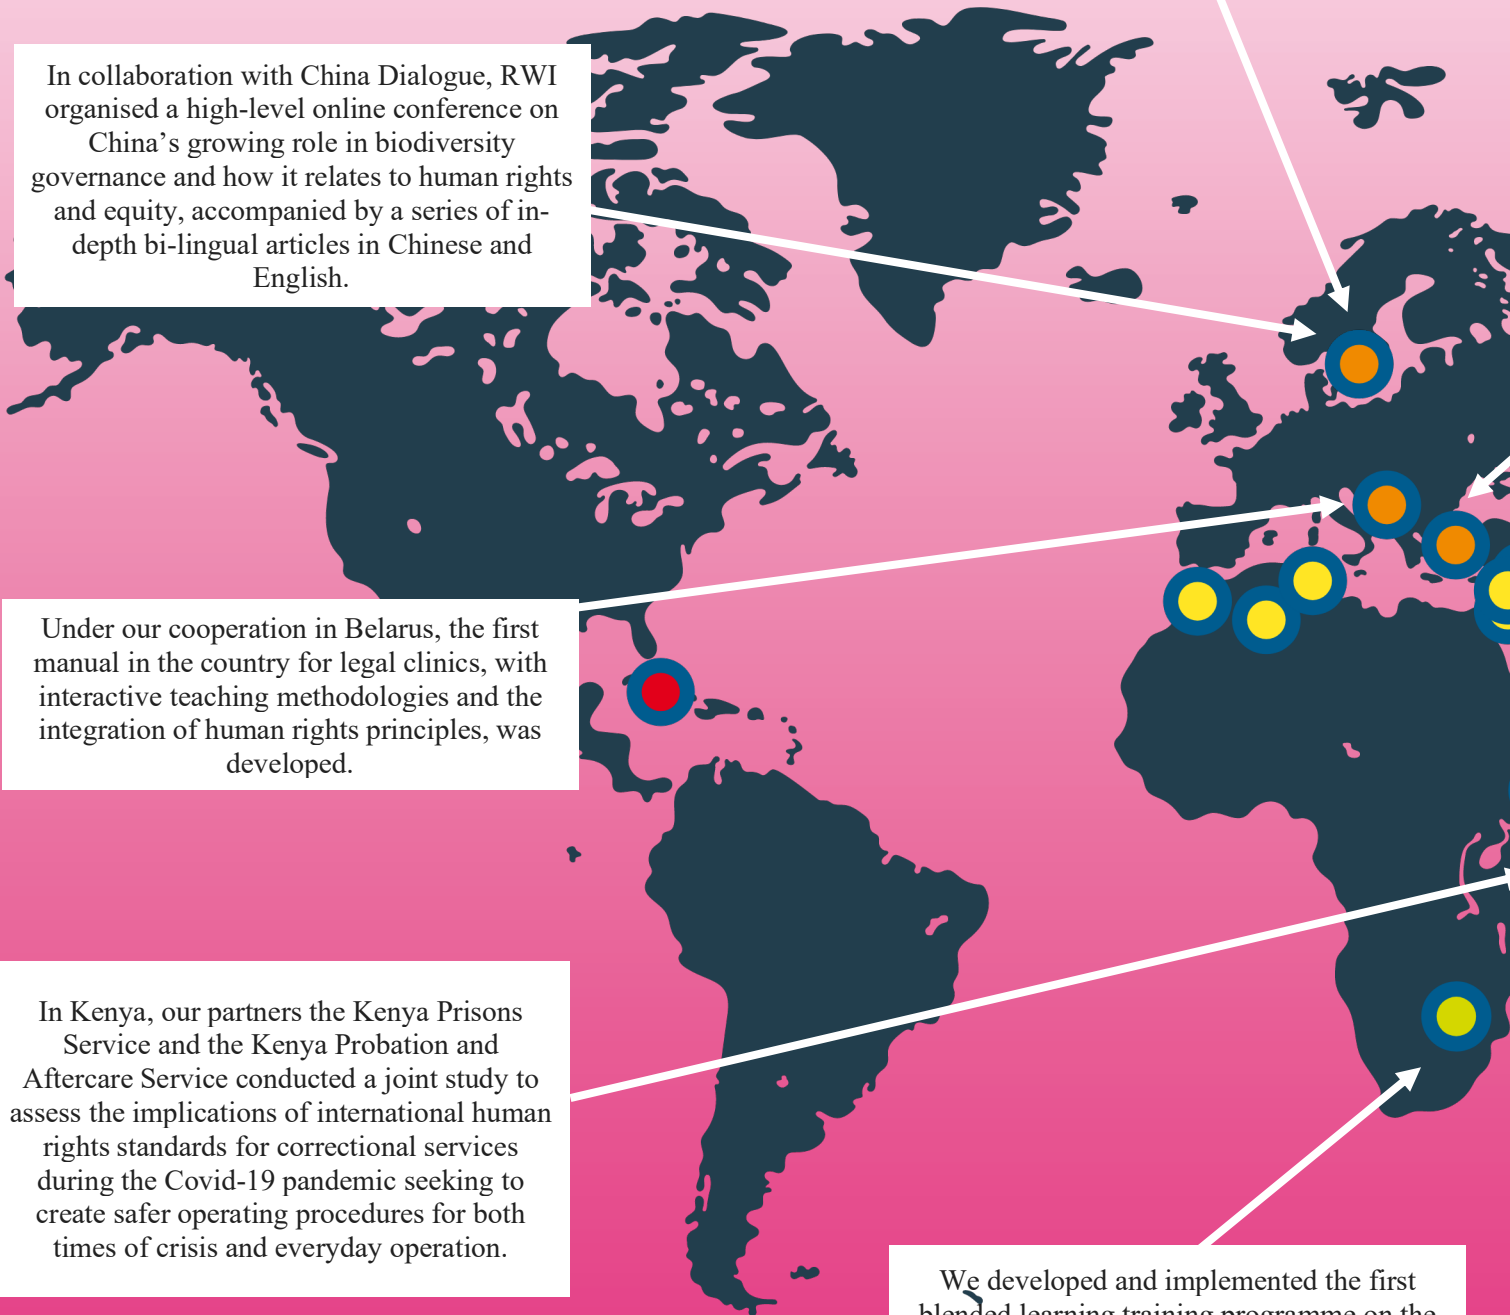 In collaboration with China Dialogue, RWI
organised a high-level online conference on
China’s growing role in biodiversity
governance and how it relates to human rights
and equity, accompanied by a series of in-
depth bi-lingual articles in Chinese and
English.
Under our cooperation in Belarus, the first
manual in the country for legal clinics, with
interactive teaching methodologies and the
integration of human rights principles, was
developed.
In Kenya, our partners the Kenya Prisons
Service and the Kenya Probation and
Aftercare Service conducted a joint study to
assess the implications of international human
rights standards for correctional services
during the Covid-19 pandemic seeking to
create safer operating procedures for both
times of crisis and everyday operation.
We developed and implemented the first
blended learning training programme on the